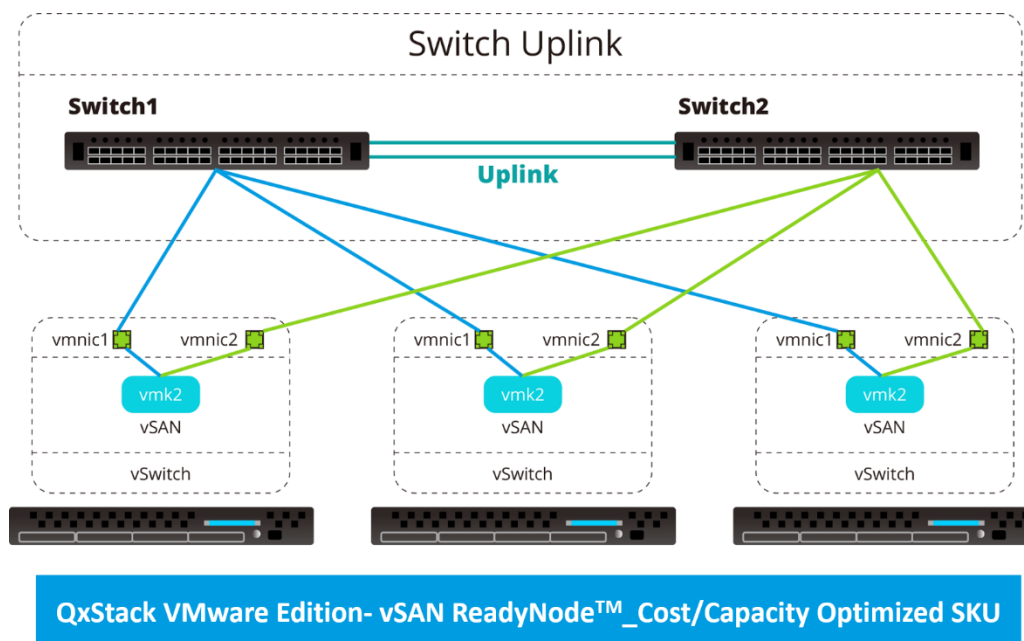 Switch Uplink
Switch1
Switch2
Uplink
vmnic1
vmnic2
vmk2
vSAN
vSwitch
vmnic1
vmnic2
vmk2
vSAN
vSwitch
vmnic1
vmnic2
vmk2
vSAN
vSwitch
QxStack VMware Edition- vSAN ReadyNode™_Cost/Capacity Optimized SKU